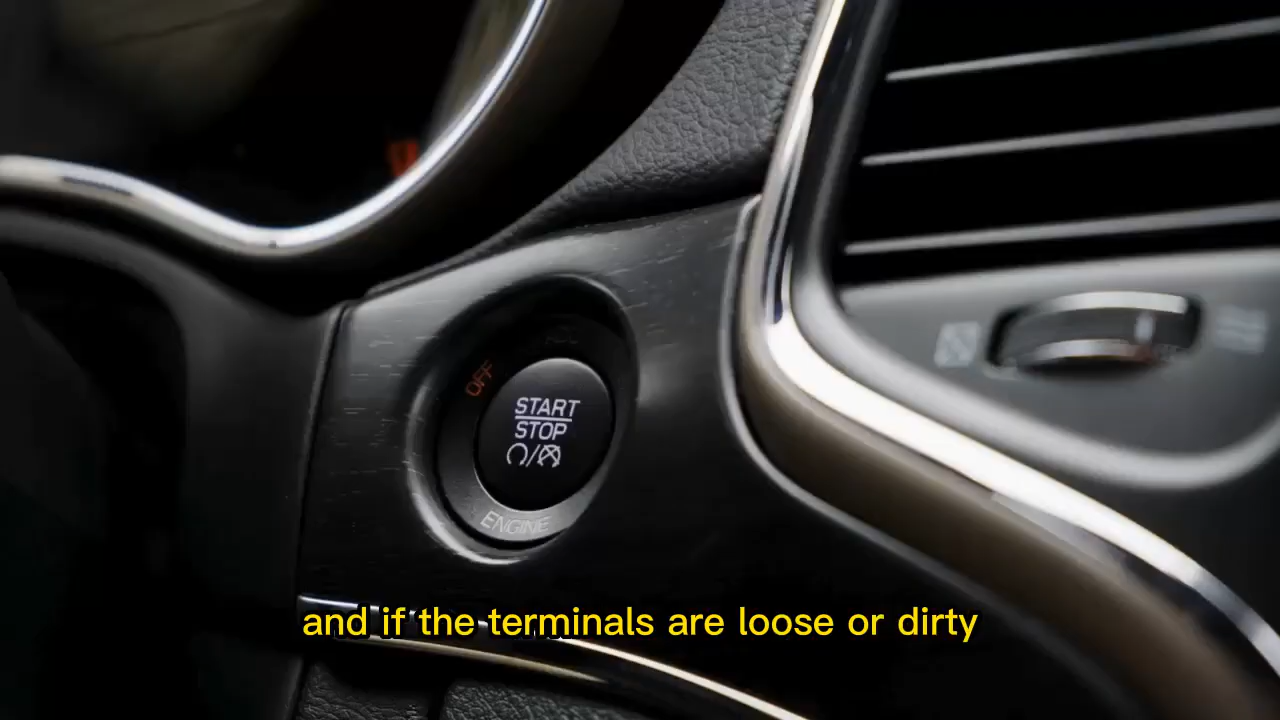 OFF
START
STOP
ENGINE
and if the terminals are loose or dirty